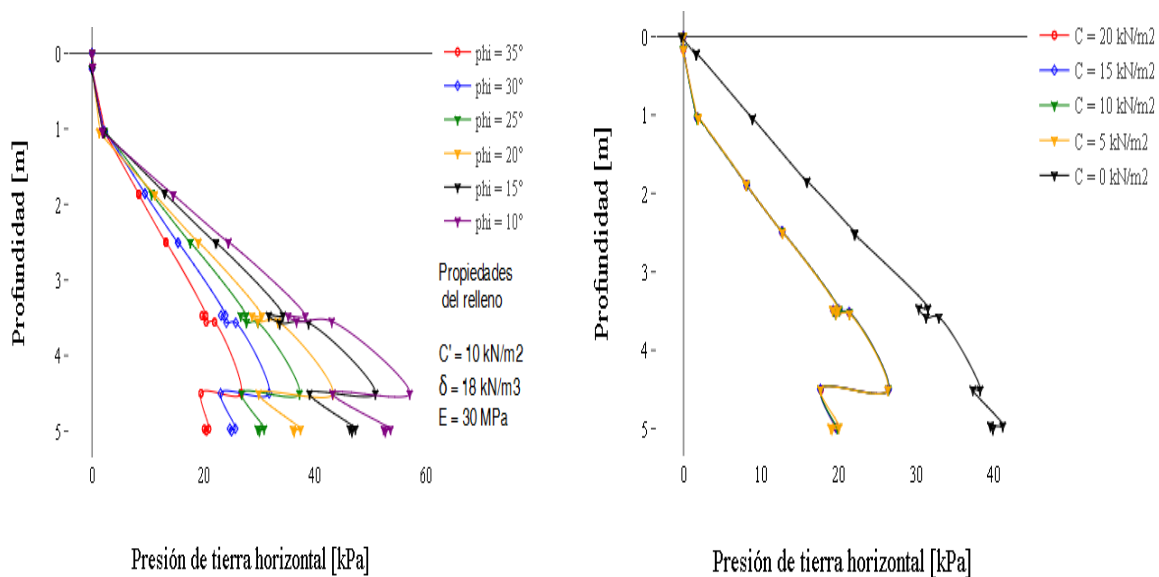 phi = 35°
phi = 30°
phi = 25°
phi = 20°
phi = 15°
phi = 10°
Propiedades
del relleno
C' = 10 kN/m2
δ = 18 kN/m3
E = 30 MPa
Profundidad [m]
0
1
2
3
4
5
0
20
40
60
Presión de tierra horizontal [kPa]
C = 20 kN/m2
C = 15 kN/m2
C = 10 kN/m2
C = 5 kN/m2
C = 0 kN/m2
Profundidad [m]
0
1
2
3
4
5
0
10
20
30
40
Presión de tierra horizontal [kPa]